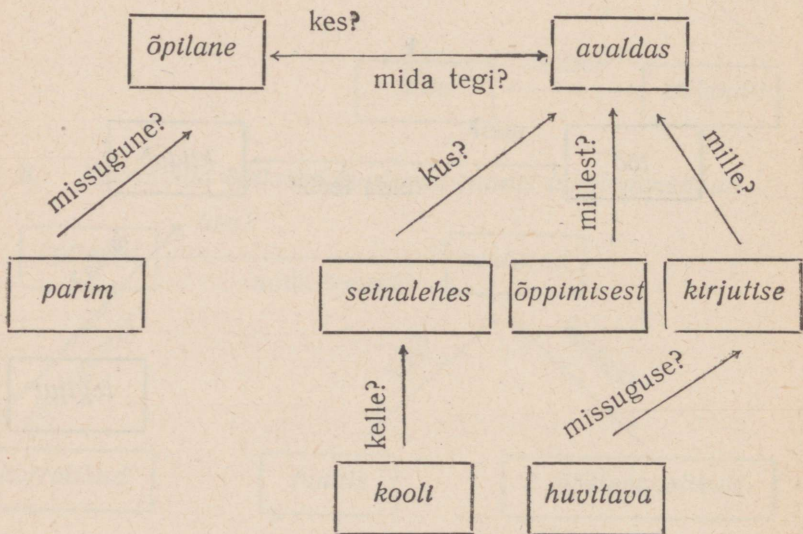 kes?
õpilane avaldas
mida tegi?
missugune? kus? millest? mille?
parim seinalehes õppimisest kirjutise
kelle? missuguse?
kooli huvitava